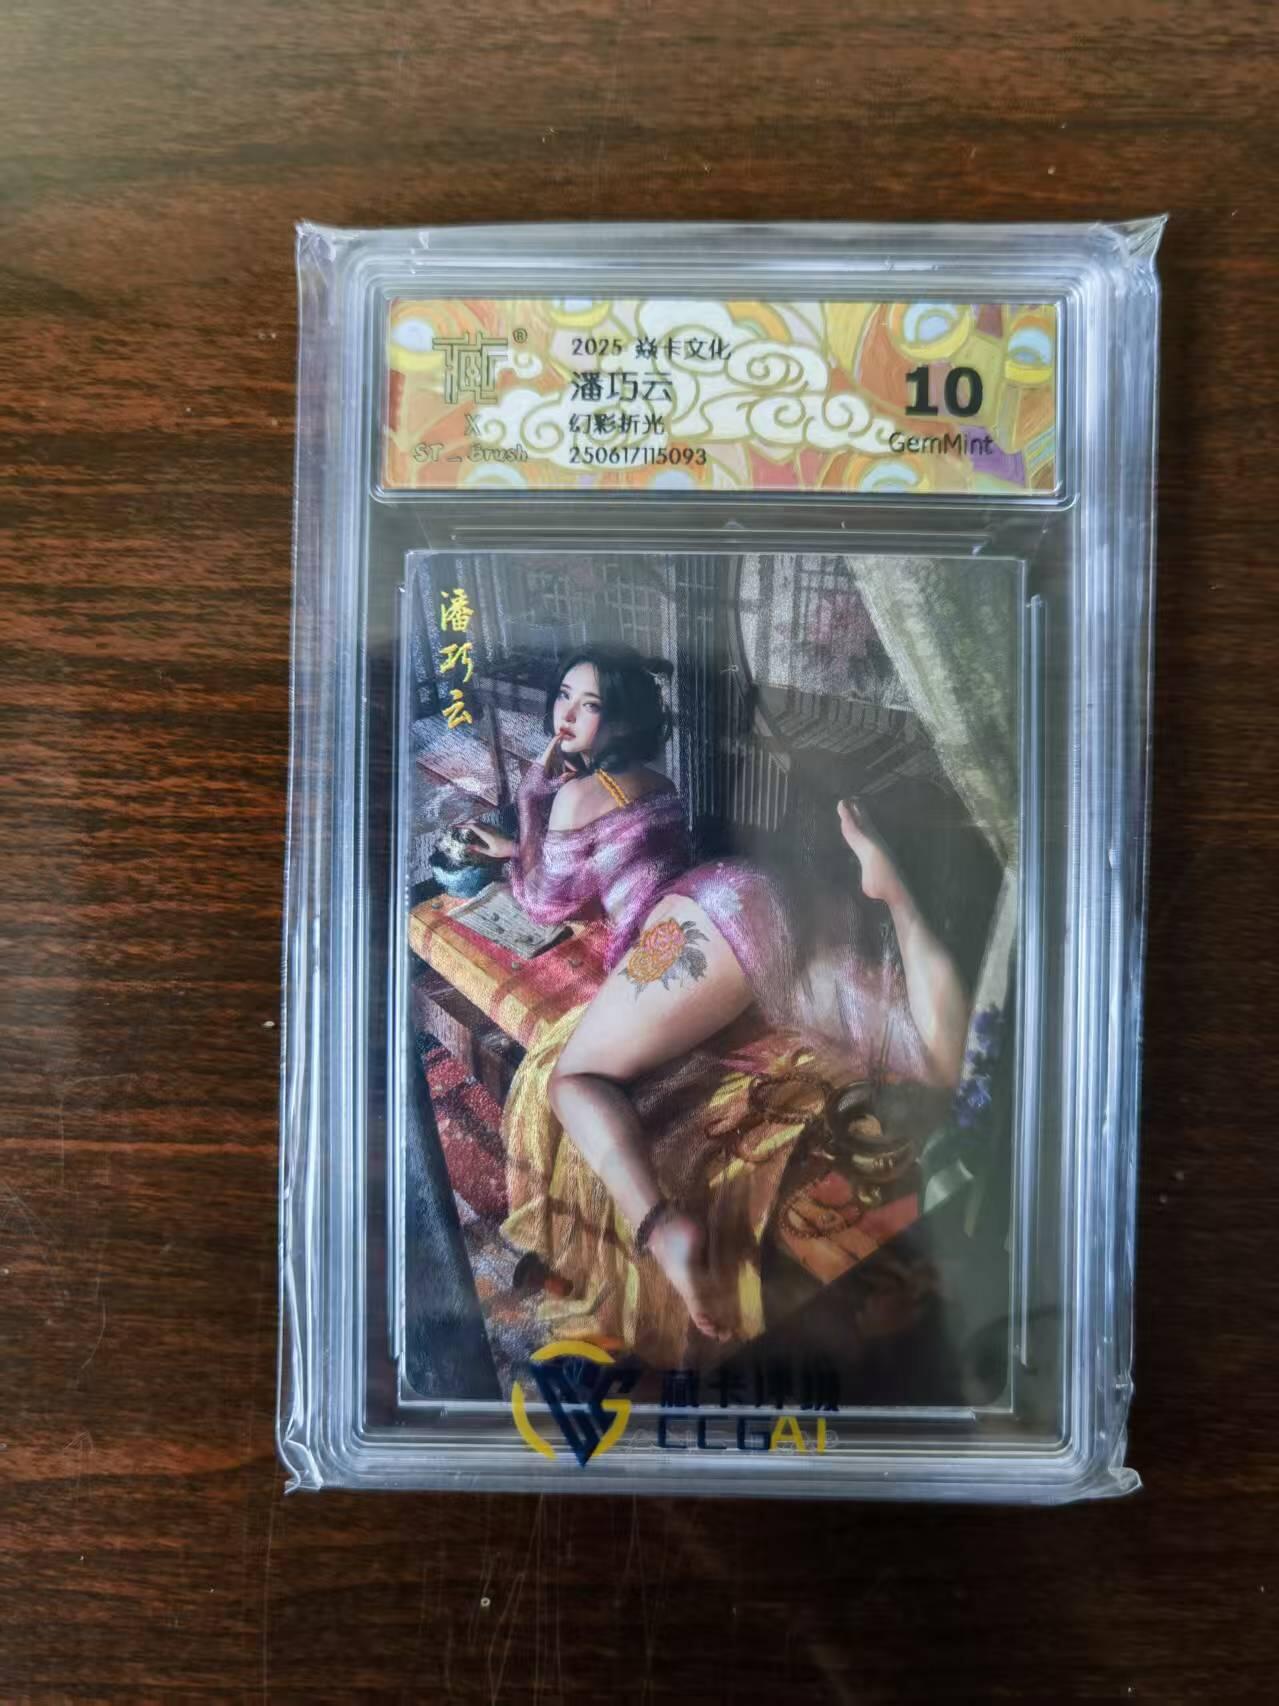 藏®
X
ST_Brush
2025 焱卡文化
潘巧云
幻彩折光
250617115093
10
GemMint
潘巧云
藏卡评级
CCGAI